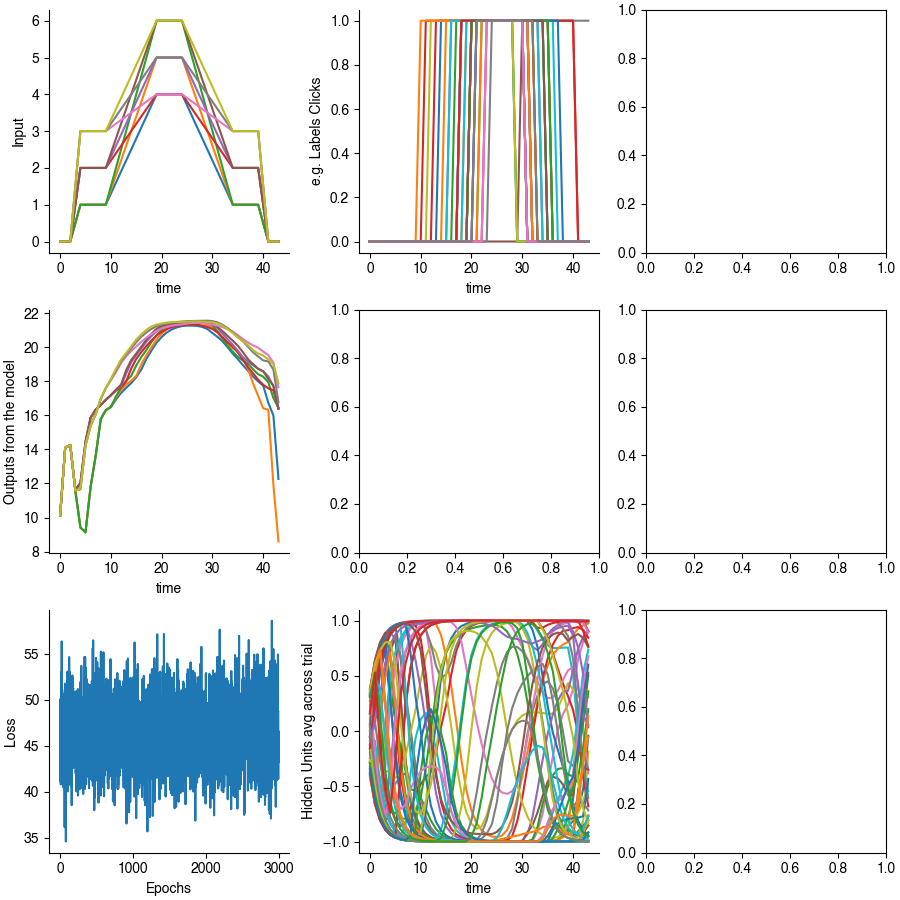 Input
6
5
4
3
2
1
0
0 10 20 30 40
time
e.g. Labels Clicks
1.0
0.8
0.6
0.4
0.2
0.0
0 10 20 30 40
time
1.0
0.8
0.6
0.4
0.2
0.0
0.0 0.2 0.4 0.6 0.8 1.0
Outputs from the model
22
20
18
16
14
12
10
8
0 10 20 30 40
time
1.0
0.8
0.6
0.4
0.2
0.0
0.0 0.2 0.4 0.6 0.8 1.0
1.0
0.8
0.6
0.4
0.2
0.0
0.0 0.2 0.4 0.6 0.8 1.0
Loss
55
50
45
40
35
0 1000 2000 3000
Epochs
Hidden Units avg across trial
1.0
0.5
0.0
−0.5
−1.0
0 10 20 30 40
time
1.0
0.8
0.6
0.4
0.2
0.0
0.0 0.2 0.4 0.6 0.8 1.0